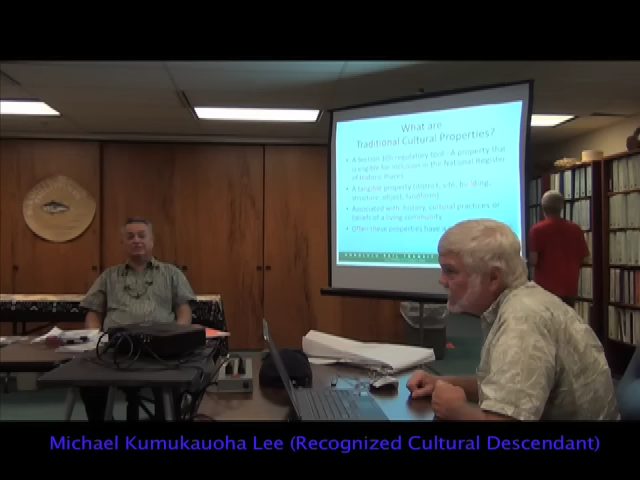 What are
Traditional Cultural Properties?
• A Section 106 regulatory tool - A property that
is eligible for inclusion in the National Register
of Historic Places
• A tangible property (district, site, building,
structure, object, landform)
• Associated with history, cultural practices or
beliefs of a living community
• Often these properties have a
Michael Kumukauoha Lee (Recognized Cultural Descendant)